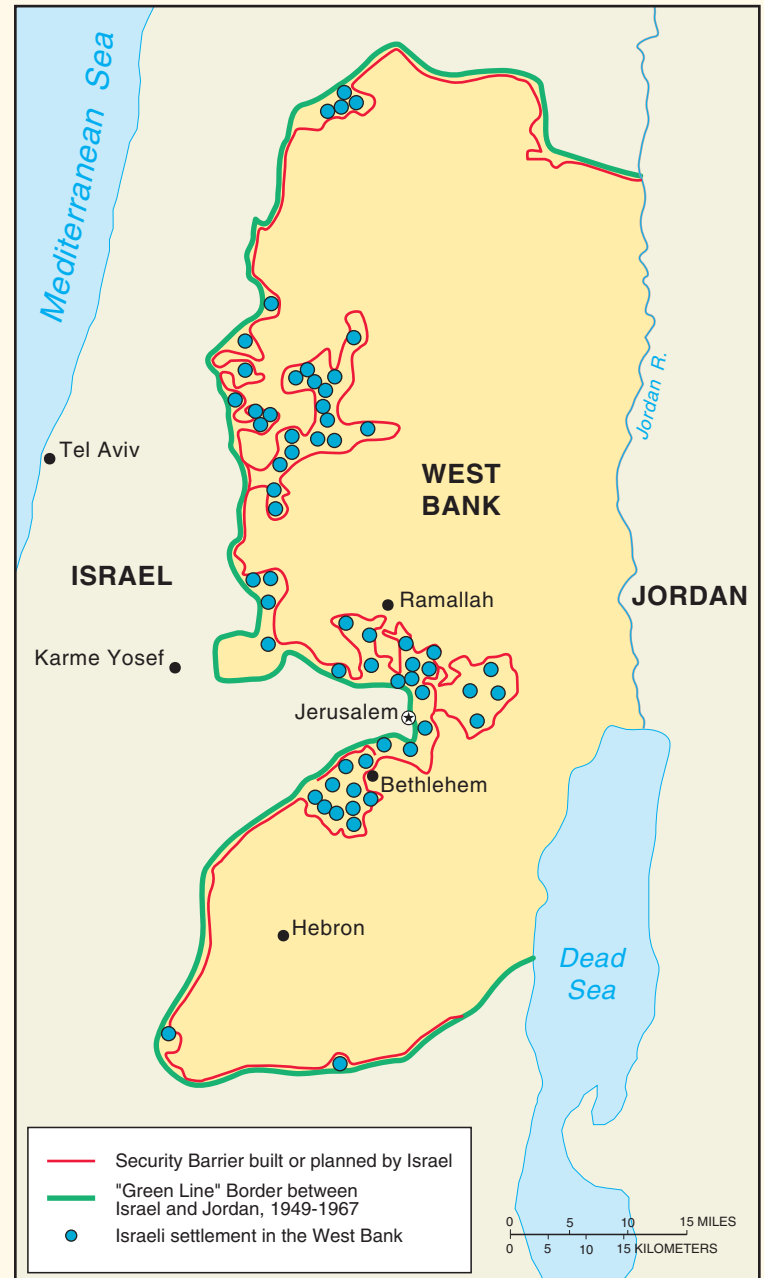 Mediterranean Sea
Jordan R.
Tel Aviv
WEST
BANK
ISRAEL
JORDAN
Ramallah
Karme Yosef
Jerusalem
Bethlehem
Hebron
Dead
Sea
Security Barrier built or planned by Israel
"Green Line" Border between
Israel and Jordan, 1949-1967
Israeli settlement in the West Bank
0 5 10 15 MILES
0 5 10 15 KILOMETERS